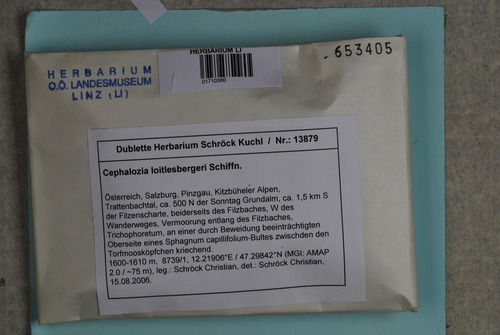 HERBARIUM
O.Ö. LANDESMUSEUM
LINZ (LI)
HERBARIUM LI
01710360
-653405
Dublette Herbarium Schröck Kuchl / Nr.: 13879
Cephalozia loitlesbergeri Schiffn.
Österreich, Salzburg, Pinzgau, Kitzbüheler Alpen,
Trattenbachtal, ca. 500 N der Sonntag Grundalm, ca. 1,5 km S
der Filzenscharte, beiderseits des Filzbaches, W des
Wanderweges, Vermoorung entlang des Filzbaches,
Trichophoretum, an einer durch Beweidung beeinträchtigten
Oberseite eines Sphagnum capillifolium-Bultes zwischden den
Torfmoosköpfchen kriechend.
1600-1610 m, 8739/1, 12.21906°E / 47.29842°N (MGI: AMAP
2.0 / ~75 m), leg.: Schröck Christian, det.: Schröck Christian,
15.08.2006.